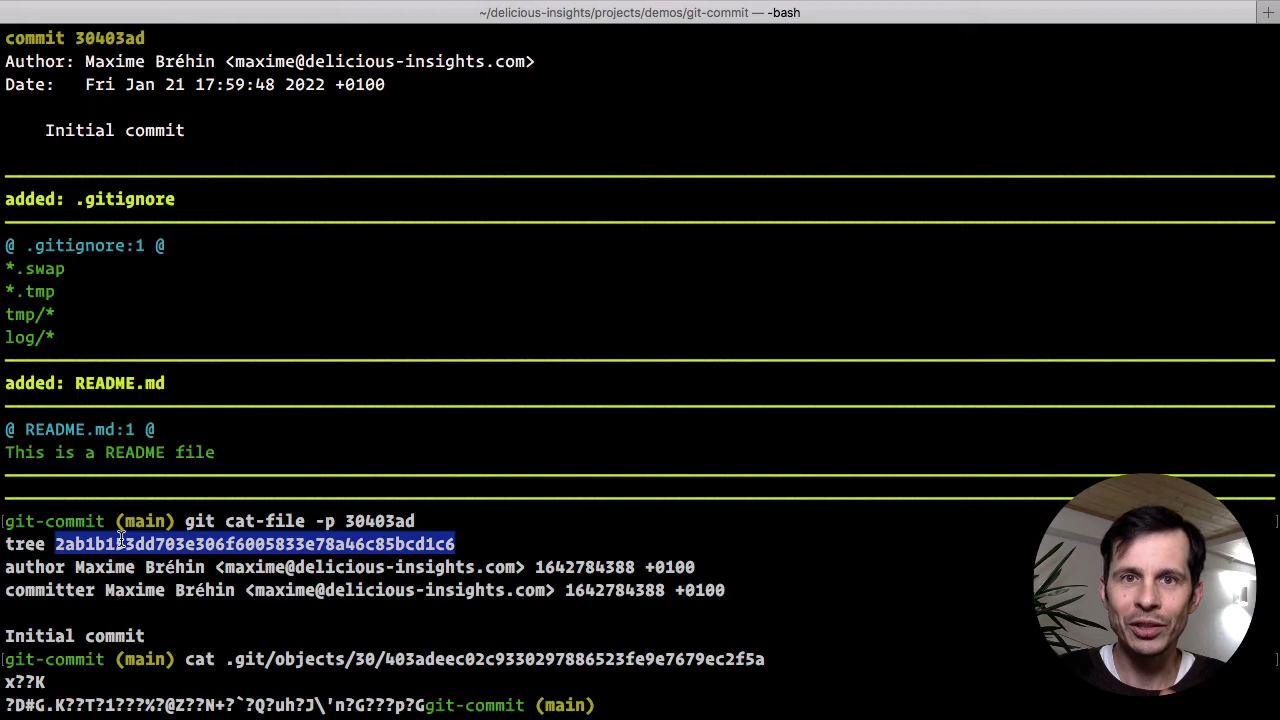 ~/delicious-insights/projects/demos/git-commit — -bash
commit 30403ad
Author: Maxime Bréhin <maxime@delicious-insights.com>
Date:   Fri Jan 21 17:59:48 2022 +0100
Initial commit
added: .gitignore
@ .gitignore:1 @
*.swap
*.tmp
tmp/*
log/*
added: README.md
@ README.md:1 @
This is a README file
git-commit (main) git cat-file -p 30403ad
tree 2ab1b133dd703e306f6005833e78a46c85bcd1c6
author Maxime Bréhin <maxime@delicious-insights.com> 1642784388 +0100
committer Maxime Bréhin <maxime@delicious-insights.com> 1642784388 +0100
Initial commit
git-commit (main) cat .git/objects/30/403adeec02c9330297886523fe9e7679ec2f5a
x??K
?D#G.K??T?1???%?@Z??N+?`?Q?uh?J\'n?G???p?Ggit-commit (main)